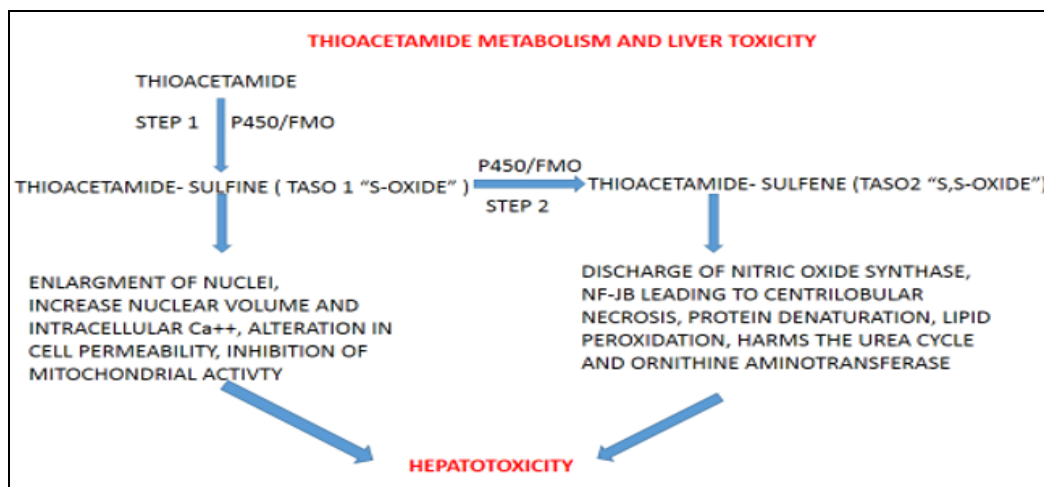 THIOACETAMIDE METABOLISM AND LIVER TOXICITY
THIOACETAMIDE
STEP 1 P450/FMO
THIOACETAMIDE- SULFINE ( TASO 1 “S-OXIDE” )
P450/FMO
STEP 2
THIOACETAMIDE- SULFENE (TASO2 “S,S-OXIDE”)
ENLARGMENT OF NUCLEI,
INCREASE NUCLEAR VOLUME AND
INTRACELLULAR Ca++, ALTERATION IN
CELL PERMEABILITY, INHIBITION OF
MITOCHONDRIAL ACTIVTY
DISCHARGE OF NITRIC OXIDE SYNTHASE,
NF-JB LEADING TO CENTRILOBULAR
NECROSIS, PROTEIN DENATURATION, LIPID
PEROXIDATION, HARMS THE UREA CYCLE
AND ORNITHINE AMINOTRANSFERASE
HEPATOTOXICITY